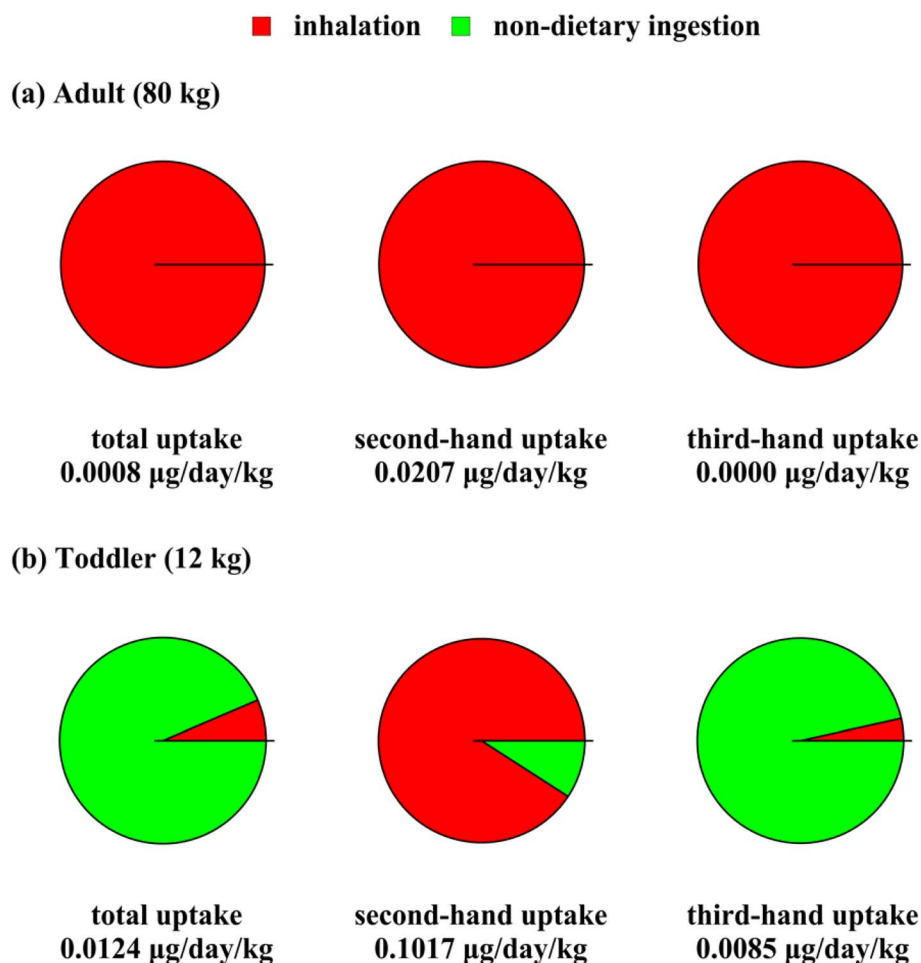 inhalation non-dietary ingestion
(a) Adult (80 kg)
total uptake second-hand uptake third-hand uptake
0.0008 µg/day/kg 0.0207 µg/day/kg 0.0000 µg/day/kg
(b) Toddler (12 kg)
total uptake second-hand uptake third-hand uptake
0.0124 µg/day/kg 0.1017 µg/day/kg 0.0085 µg/day/kg